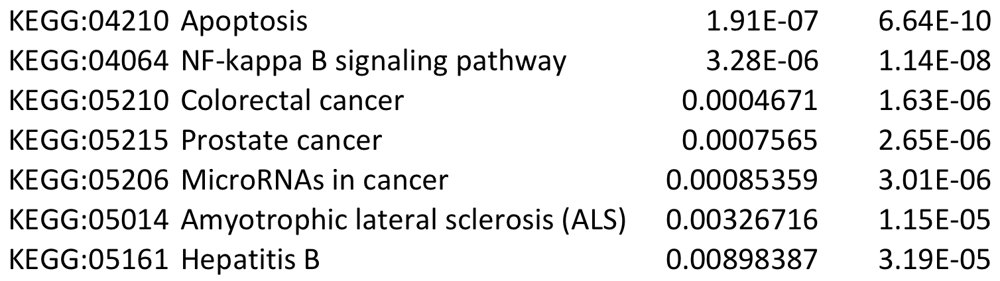 KEGG:04210 Apoptosis 1.91E-07 6.64E-10
KEGG:04064 NF-kappa B signaling pathway 3.28E-06 1.14E-08
KEGG:05210 Colorectal cancer 0.0004671 1.63E-06
KEGG:05215 Prostate cancer 0.0007565 2.65E-06
KEGG:05206 MicroRNAs in cancer 0.00085359 3.01E-06
KEGG:05014 Amyotrophic lateral sclerosis (ALS) 0.00326716 1.15E-05
KEGG:05161 Hepatitis B 0.00898387 3.19E-05